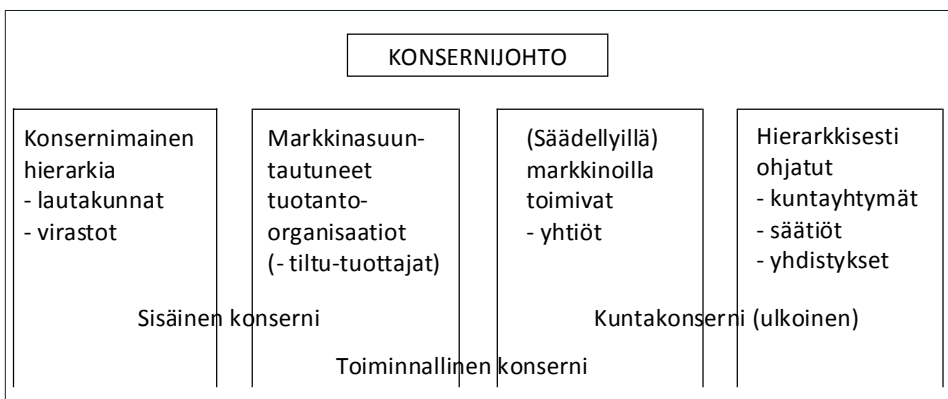 KONSERNIJOHTO
Konsernimainen
hierarkia
- lautakunnat
- virastot
Markkinasuun-
tautuneet
tuotanto-
organisaatiot
(- tiltu-tuottajat)
(Säädellyillä)
markkinoilla
toimivat
- yhtiöt
Hierarkkisesti
ohjatut
- kuntayhtymät
- säätiöt
- yhdistykset
Sisäinen konserni
Kuntakonserni (ulkoinen)
Toiminnallinen konserni